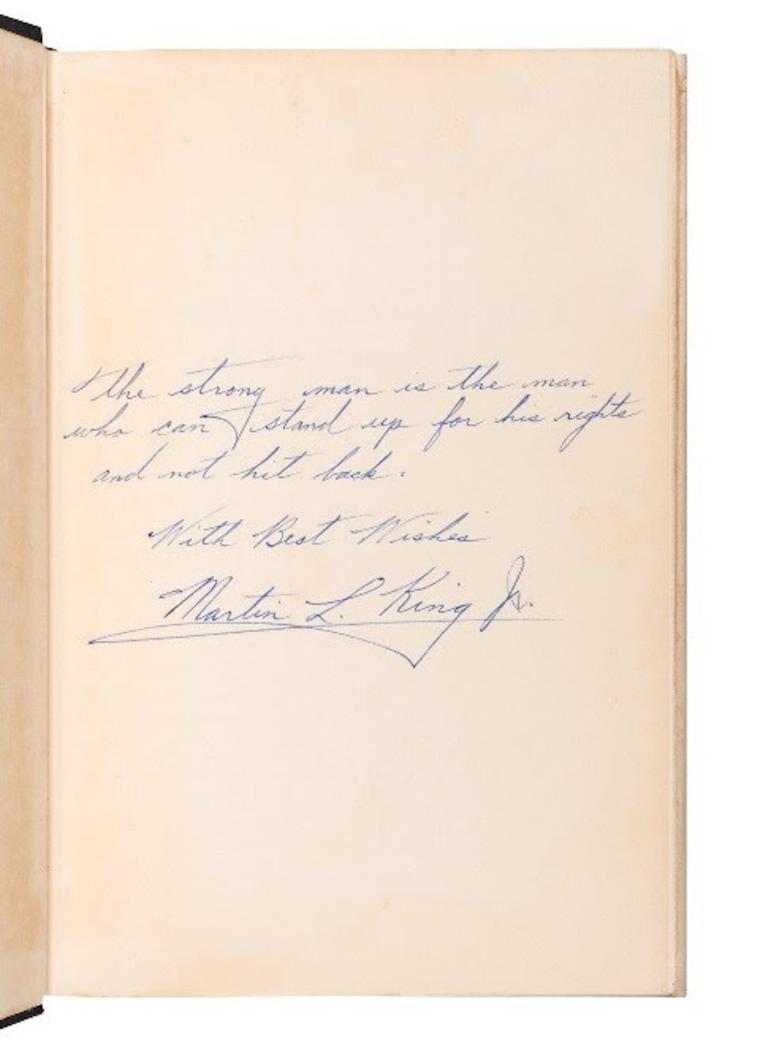 The strong man is the man
who can stand up for his rights
and not hit back.
With Best Wishes
Martin L. King Jr.